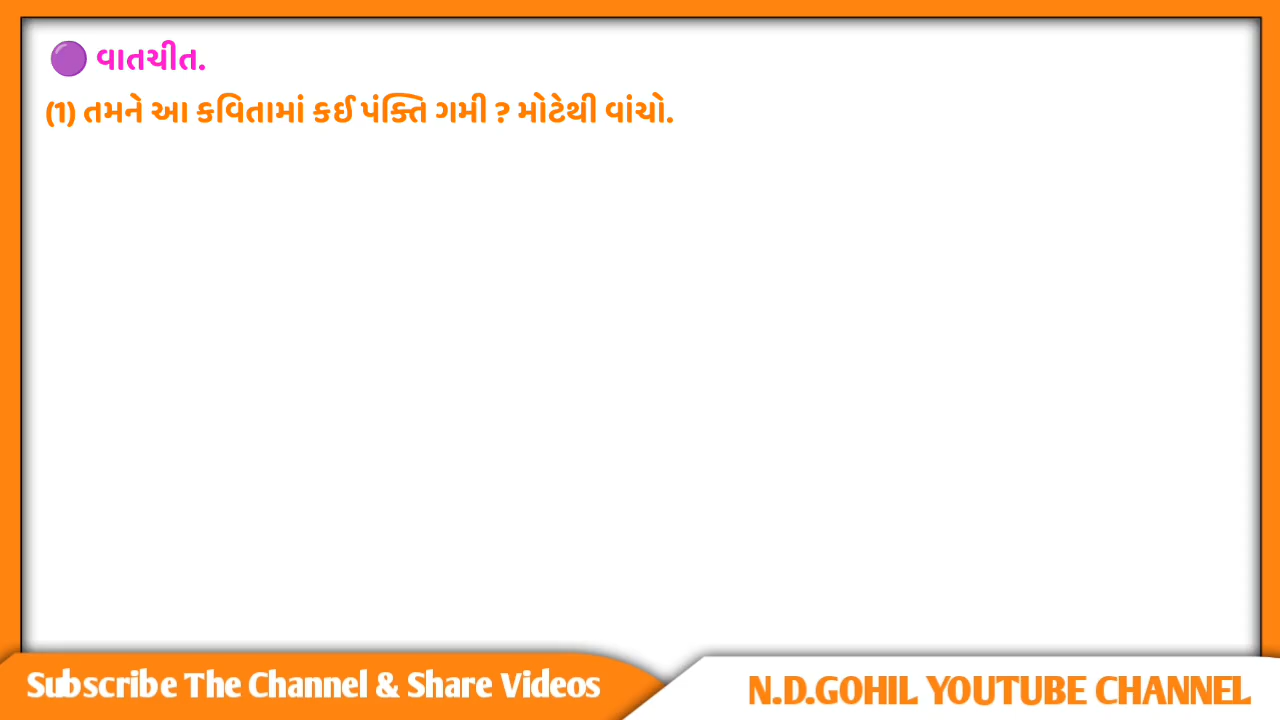 🟣 વાતચીત.
(1) તમને આ કવિતામાં કઈ પંક્તિ ગમી ? મોટેથી વાંચો.
Subscribe The Channel & Share Videos
N.D.GOHIL YOUTUBE CHANNEL